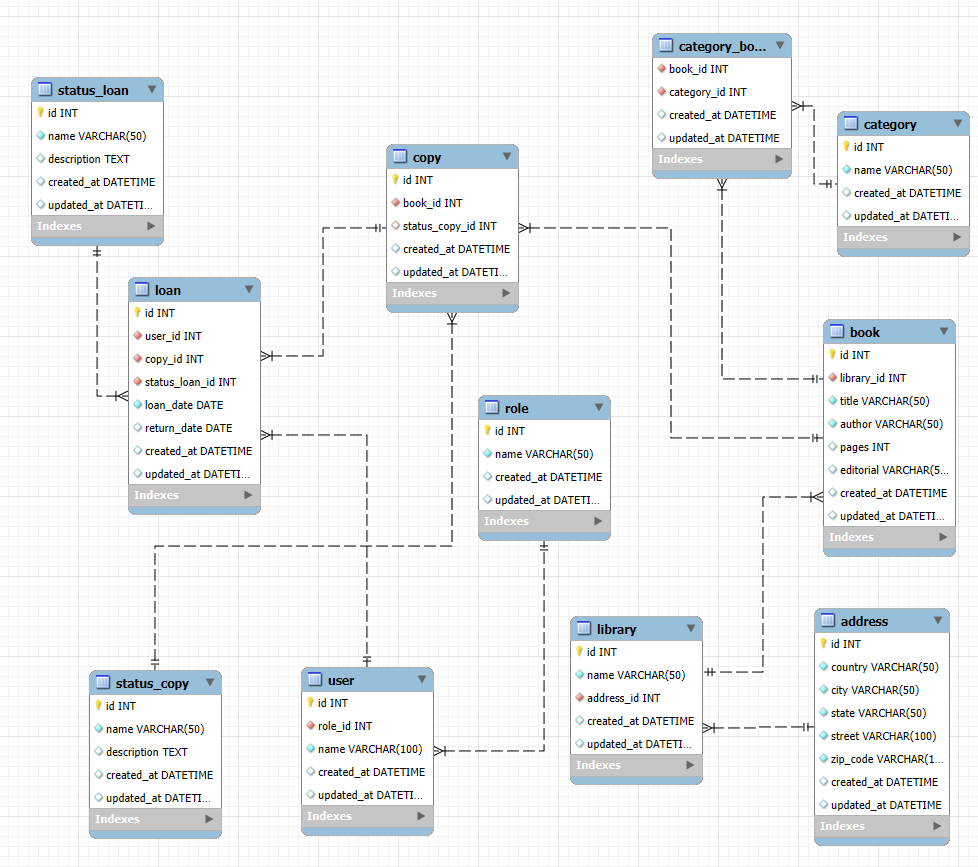 status_loan
id INT
name VARCHAR(50)
description TEXT
created_at DATETIME
updated_at DATETI...
Indexes
loan
id INT
user_id INT
copy_id INT
status_loan_id INT
loan_date DATE
return_date DATE
created_at DATETIME
updated_at DATETI...
Indexes
copy
id INT
book_id INT
status_copy_id INT
created_at DATETIME
updated_at DATETI...
Indexes
category_bo...
book_id INT
category_id INT
created_at DATETIME
updated_at DATETIME
Indexes
category
id INT
name VARCHAR(50)
created_at DATETIME
updated_at DATETI...
Indexes
book
id INT
library_id INT
title VARCHAR(50)
author VARCHAR(50)
pages INT
editorial VARCHAR(5...
created_at DATETIME
updated_at DATETI...
Indexes
role
id INT
name VARCHAR(50)
created_at DATETIME
updated_at DATETI...
Indexes
status_copy
id INT
name VARCHAR(50)
description TEXT
created_at DATETIME
updated_at DATETI...
Indexes
user
id INT
role_id INT
name VARCHAR(100)
created_at DATETIME
updated_at DATETI...
Indexes
library
id INT
name VARCHAR(50)
address_id INT
created_at DATETIME
updated_at DATETI...
Indexes
address
id INT
country VARCHAR(50)
city VARCHAR(50)
state VARCHAR(50)
street VARCHAR(100)
zip_code VARCHAR(1...
created_at DATETIME
updated_at DATETIME
Indexes